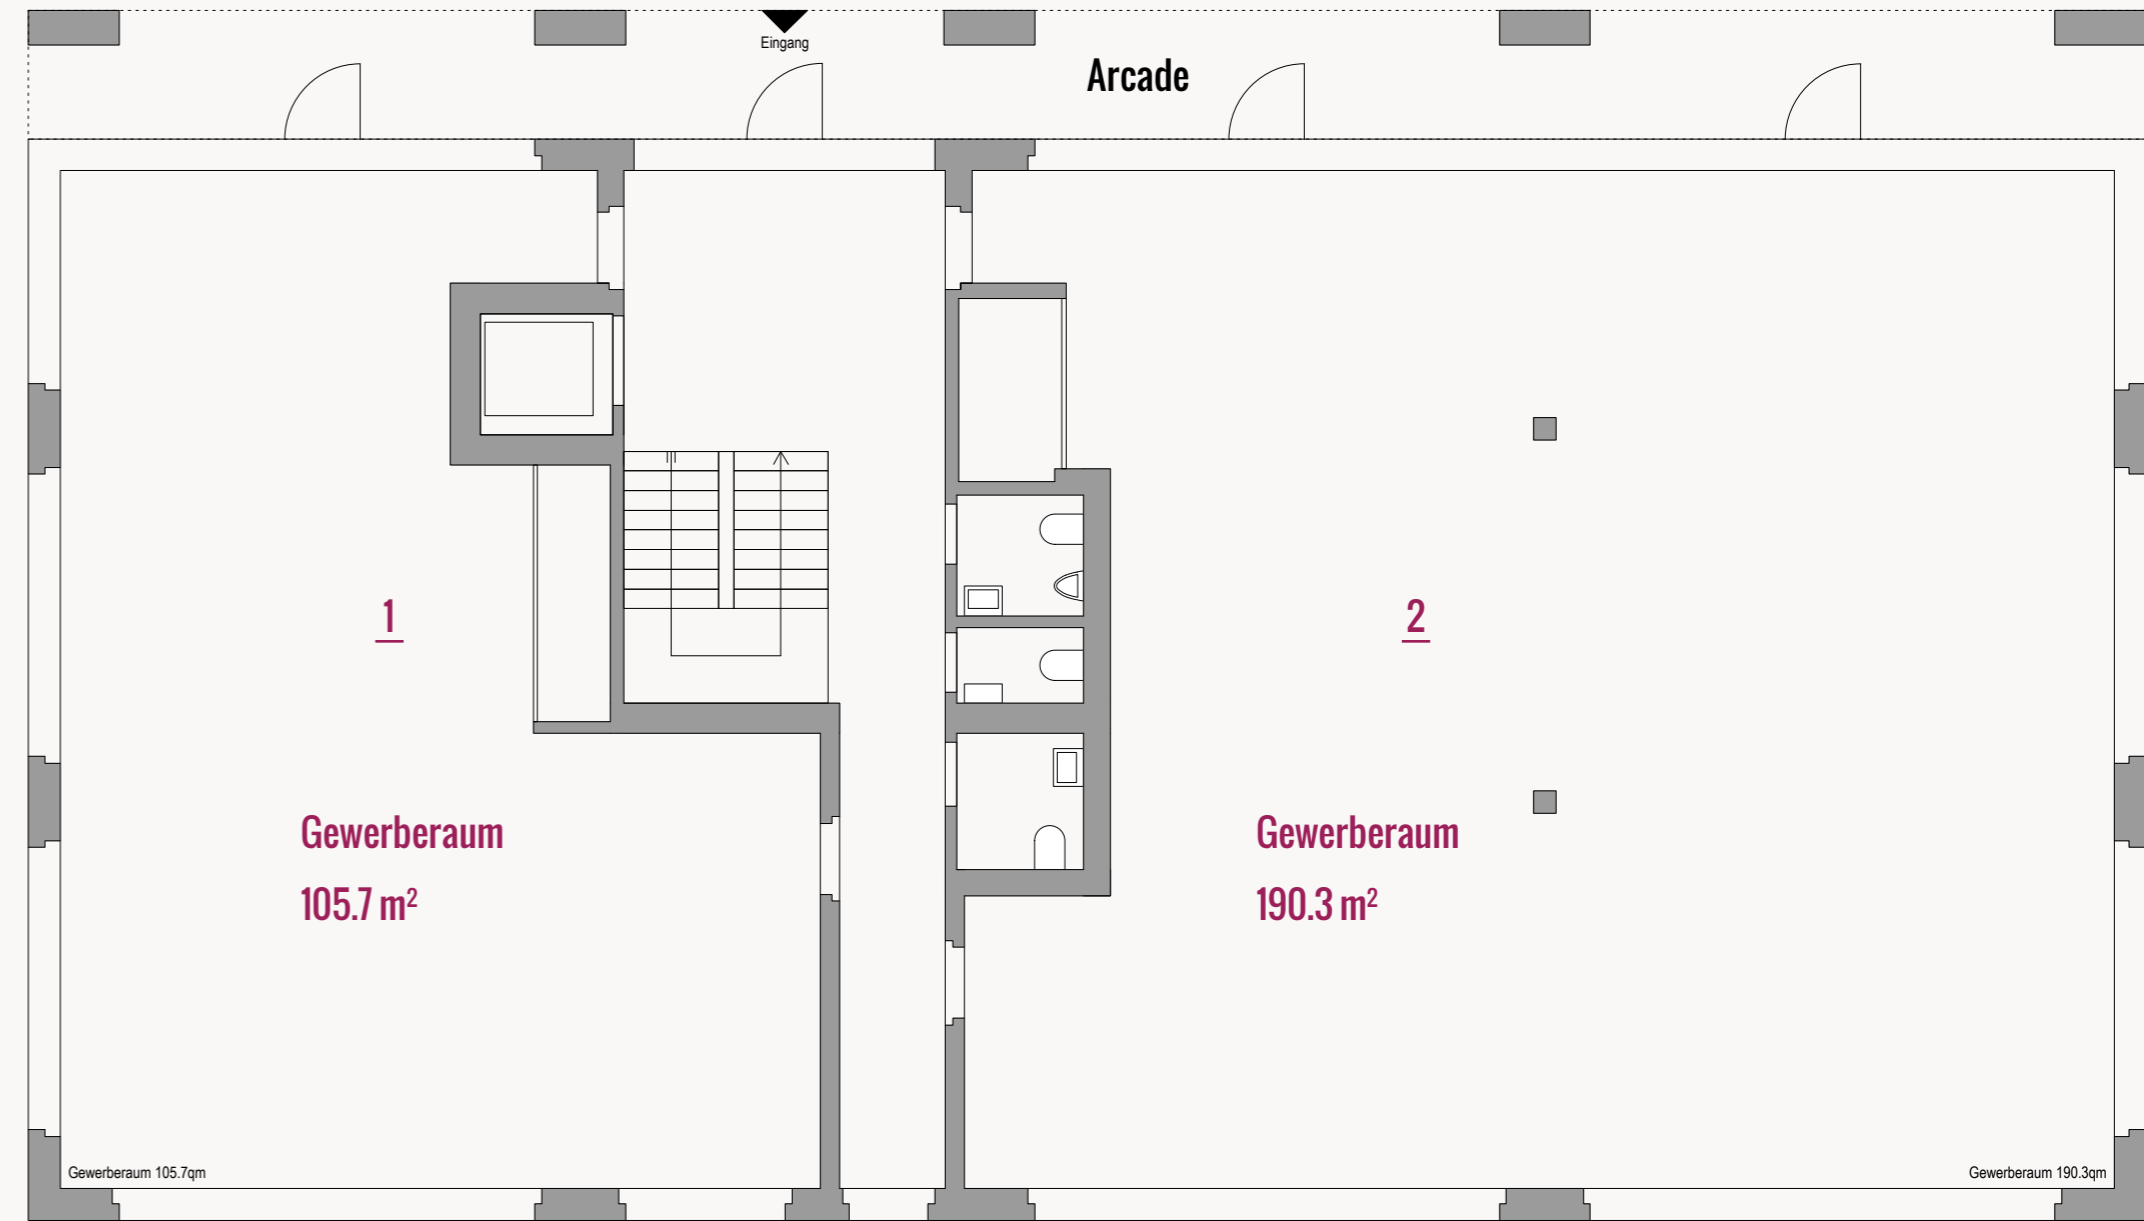 Eingang
Arcade
1
2
Gewerberaum
105.7 m²
Gewerberaum
190.3 m²
Gewerberaum 105.7qm
Gewerberaum 190.3qm